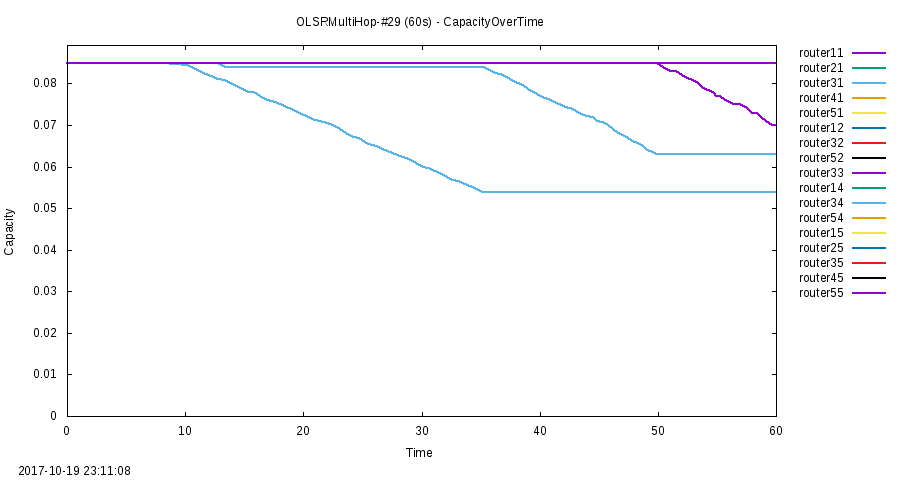 OLSRMultiHop-#29 (60s) - CapacityOverTime
router11
router21
router31
router41
router51
router12
router32
router52
router33
router14
router34
router54
router15
router25
router35
router45
router55
Capacity
0.08
0.07
0.06
0.05
0.04
0.03
0.02
0.01
0
0 10 20 30 40 50 60
Time
2017-10-19 23:11:08